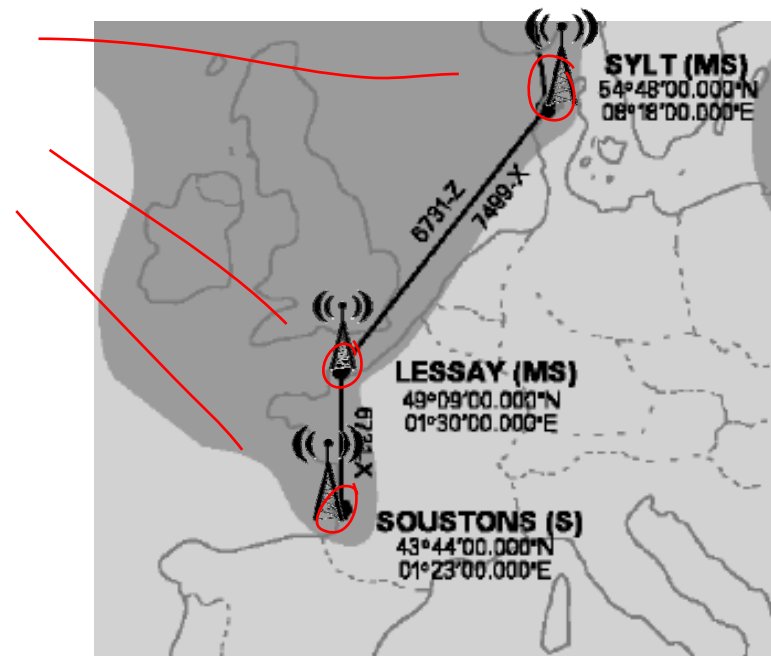 SYLT (MS)
54°48'00.000"N
08°18'00.000"E
6731-Z
7499-X
LESSAY (MS)
49°09'00.000"N
01°30'00.000"E
6731-X
SOUSTONS (S)
43°44'00.000"N
01°23'00.000"E